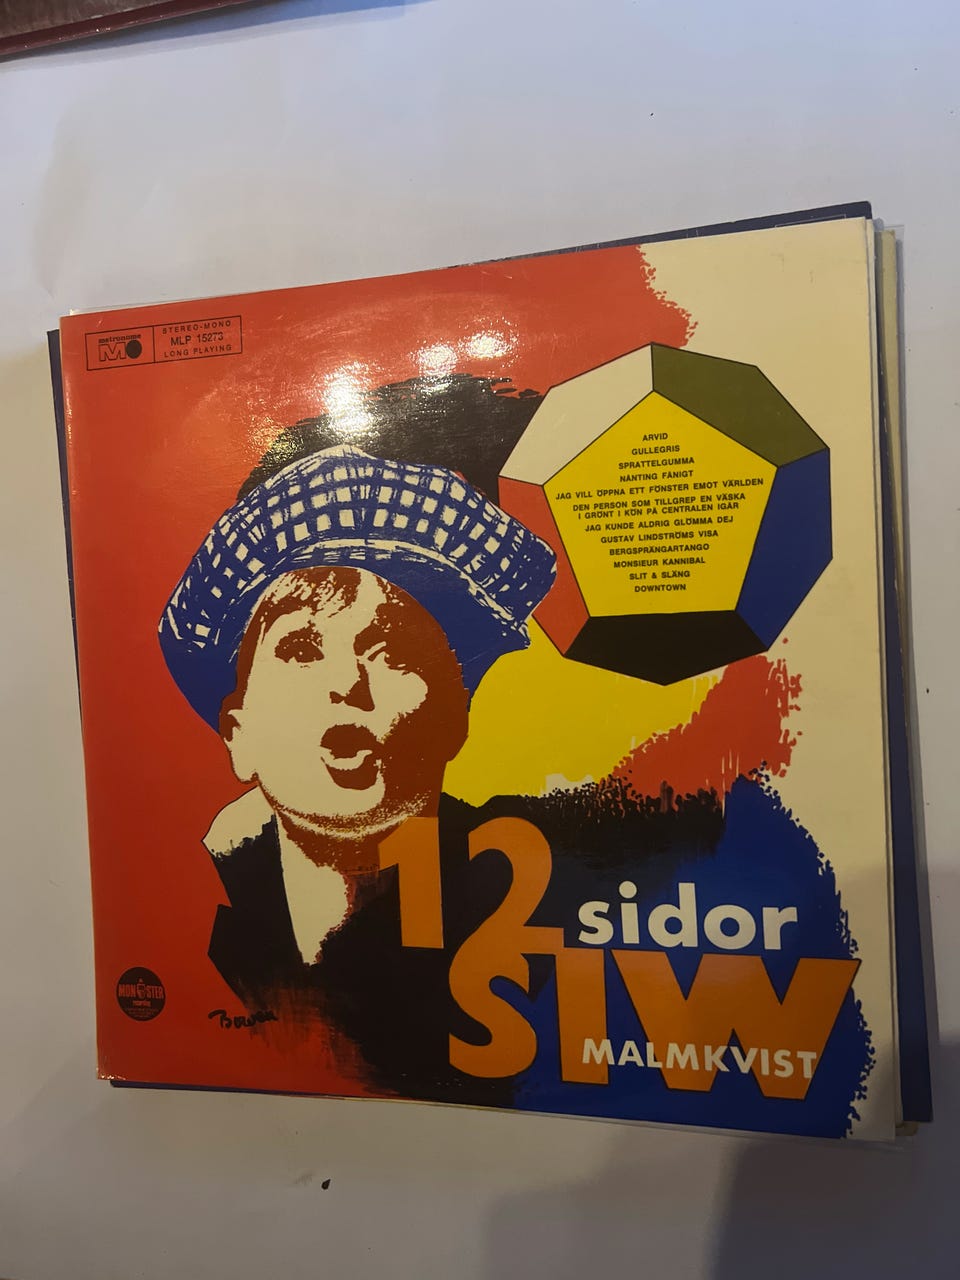 metronome
STEREO-MONO
MLP 15273
LONG PLAYING
ARVID
GULLEGRIS
SPRATTELGUMMA
NÅNTING FÅNIGT
JAG VILL ÖPPNA ETT FÖNSTER EMOT VÄRLDEN
DEN PERSON SOM TILLGREP EN VÄSKA
I GRÖNT I KÖN PÅ CENTRALEN IGÅR
JAG KUNDE ALDRIG GLÖMMA DEJ
GUSTAV LINDSTRÖMS VISA
BERGSPRÄNGARTANGO
MONSIEUR KANNIBAL
SLIT & SLÄNG
DOWNTOWN
12
sidor
SIW
MALMKVIST
MONSTER